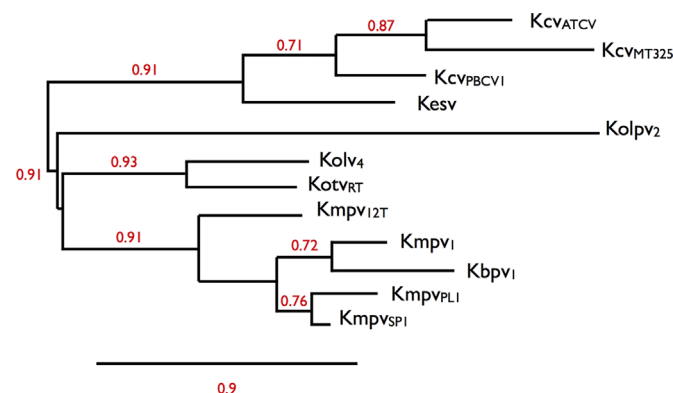 0.87
KcvATCV
0.71
KcvMT325
0.91
KcvPBCV1
Kesv
Kolpv2
0.93
Kolv4
0.91
KotvRT
Kmpv12T
0.91
0.72
Kmpv1
Kbpv1
0.76
KmpvPL1
KmpvSP1
0.9